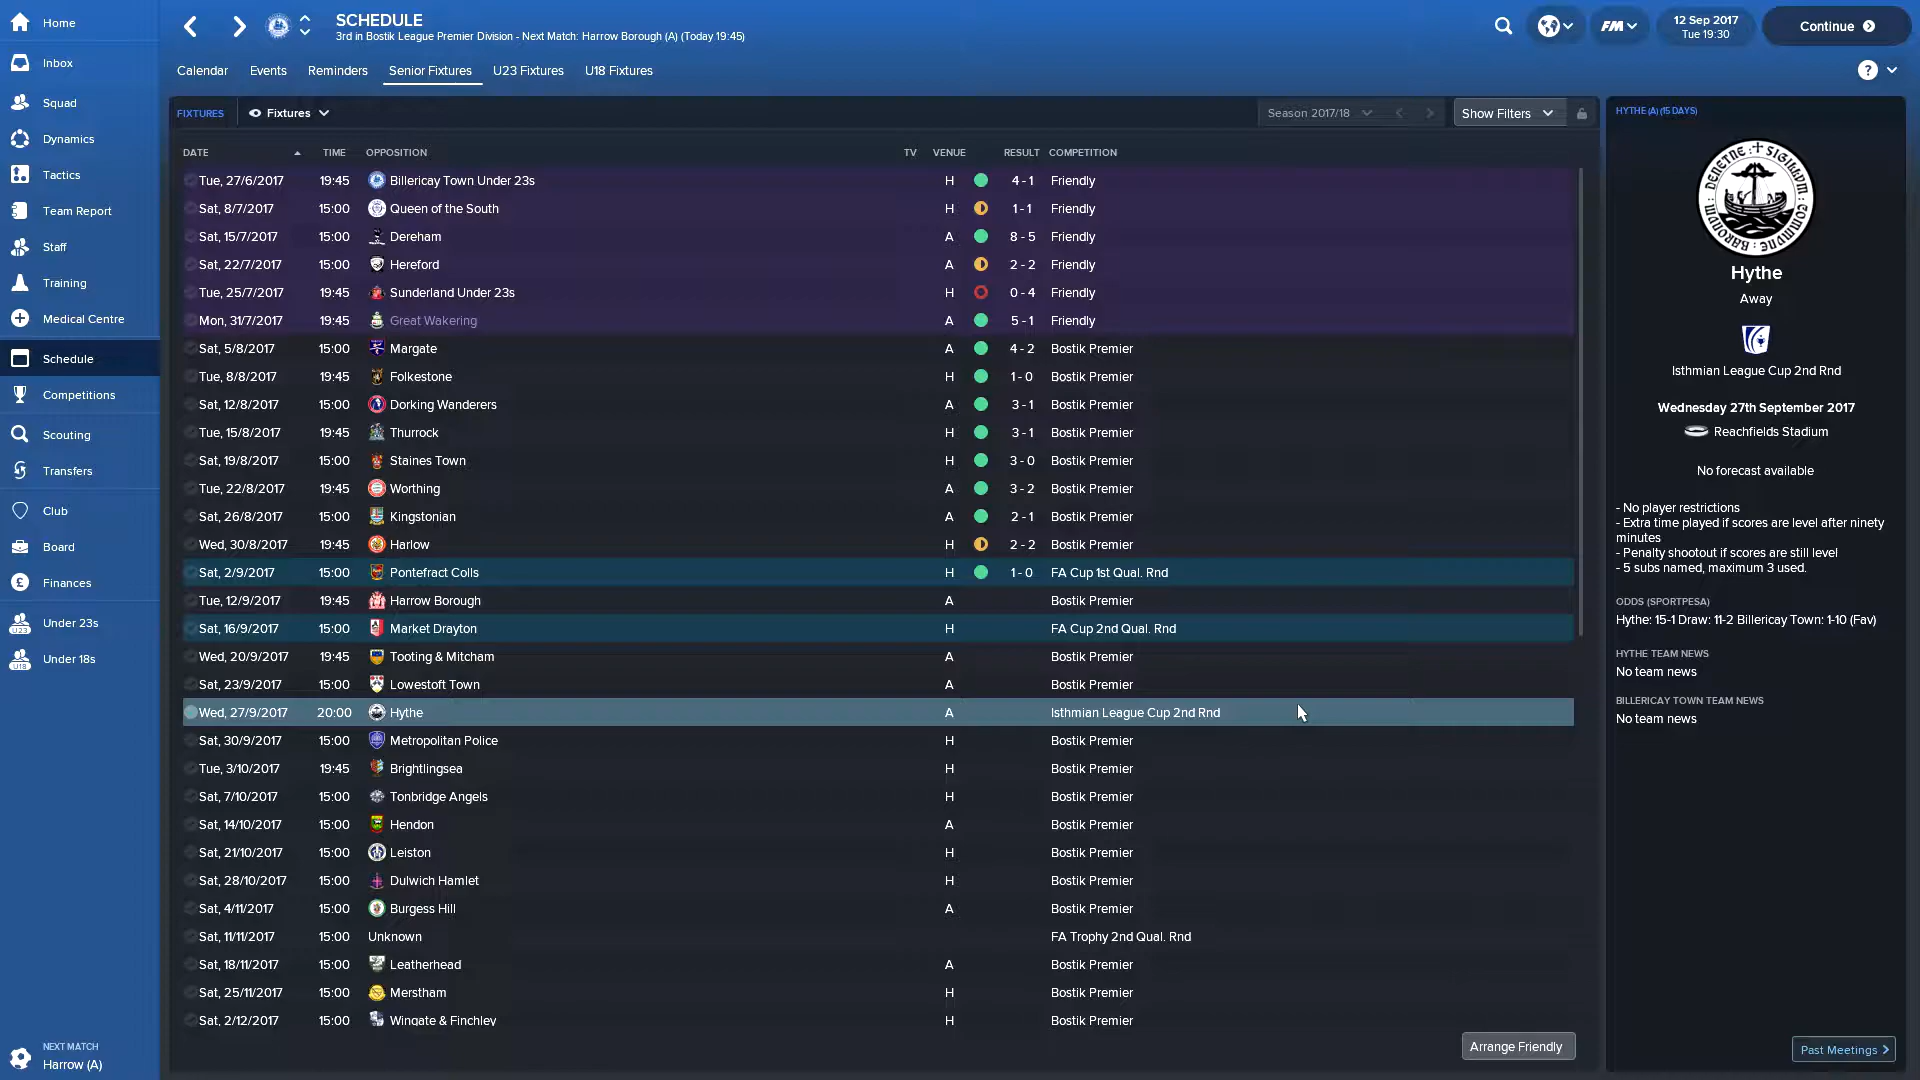 Home
Inbox
Squad
Dynamics
Tactics
Team Report
Staff
Training
Medical Centre
Schedule
Competitions
Scouting
Transfers
Club
Board
Finances
Under 23s
Under 18s
NEXT MATCH
Harrow (A)
SCHEDULE
3rd in Bostik League Premier Division - Next Match: Harrow Borough (A) (Today 19:45)
FM
12 Sep 2017
Tue 19:30
Continue
Calendar Events Reminders Senior Fixtures U23 Fixtures U18 Fixtures
?
FIXTURES Fixtures Season 2017/18 Show Filters
DATE TIME OPPOSITION TV VENUE RESULT COMPETITION
Tue, 27/6/2017 19:45 Billericay Town Under 23s H 4 - 1 Friendly
Sat, 8/7/2017 15:00 Queen of the South H 1 - 1 Friendly
Sat, 15/7/2017 15:00 Dereham A 8 - 5 Friendly
Sat, 22/7/2017 15:00 Hereford A 2 - 2 Friendly
Tue, 25/7/2017 19:45 Sunderland Under 23s H 0 - 4 Friendly
Mon, 31/7/2017 19:45 Great Wakering A 5 - 1 Friendly
Sat, 5/8/2017 15:00 Margate A 4 - 2 Bostik Premier
Tue, 8/8/2017 19:45 Folkestone H 1 - 0 Bostik Premier
Sat, 12/8/2017 15:00 Dorking Wanderers A 3 - 1 Bostik Premier
Tue, 15/8/2017 19:45 Thurrock H 3 - 1 Bostik Premier
Sat, 19/8/2017 15:00 Staines Town H 3 - 0 Bostik Premier
Tue, 22/8/2017 19:45 Worthing A 3 - 2 Bostik Premier
Sat, 26/8/2017 15:00 Kingstonian A 2 - 1 Bostik Premier
Wed, 30/8/2017 19:45 Harlow H 2 - 2 Bostik Premier
Sat, 2/9/2017 15:00 Pontefract Colls H 1 - 0 FA Cup 1st Qual. Rnd
Tue, 12/9/2017 19:45 Harrow Borough A Bostik Premier
Sat, 16/9/2017 15:00 Market Drayton H FA Cup 2nd Qual. Rnd
Wed, 20/9/2017 19:45 Tooting & Mitcham A Bostik Premier
Sat, 23/9/2017 15:00 Lowestoft Town A Bostik Premier
Wed, 27/9/2017 20:00 Hythe A Isthmian League Cup 2nd Rnd
Sat, 30/9/2017 15:00 Metropolitan Police H Bostik Premier
Tue, 3/10/2017 19:45 Brightlingsea H Bostik Premier
Sat, 7/10/2017 15:00 Tonbridge Angels H Bostik Premier
Sat, 14/10/2017 15:00 Hendon A Bostik Premier
Sat, 21/10/2017 15:00 Leiston H Bostik Premier
Sat, 28/10/2017 15:00 Dulwich Hamlet H Bostik Premier
Sat, 4/11/2017 15:00 Burgess Hill A Bostik Premier
Sat, 11/11/2017 15:00 Unknown FA Trophy 2nd Qual. Rnd
Sat, 18/11/2017 15:00 Leatherhead A Bostik Premier
Sat, 25/11/2017 15:00 Merstham H Bostik Premier
Sat, 2/12/2017 15:00 Wingate & Finchley H Bostik Premier
Arrange Friendly
HYTHE (A) (15 DAYS)
Hythe
Away
Isthmian League Cup 2nd Rnd
Wednesday 27th September 2017
Reachfields Stadium
No forecast available
- No player restrictions
- Extra time played if scores are level after ninety
minutes
- Penalty shootout if scores are still level
- 5 subs named, maximum 3 used.
ODDS (SPORTPESA)
Hythe: 15-1 Draw: 11-2 Billericay Town: 1-10 (Fav)
HYTHE TEAM NEWS
No team news
BILLERICAY TOWN TEAM NEWS
No team news
Past Meetings